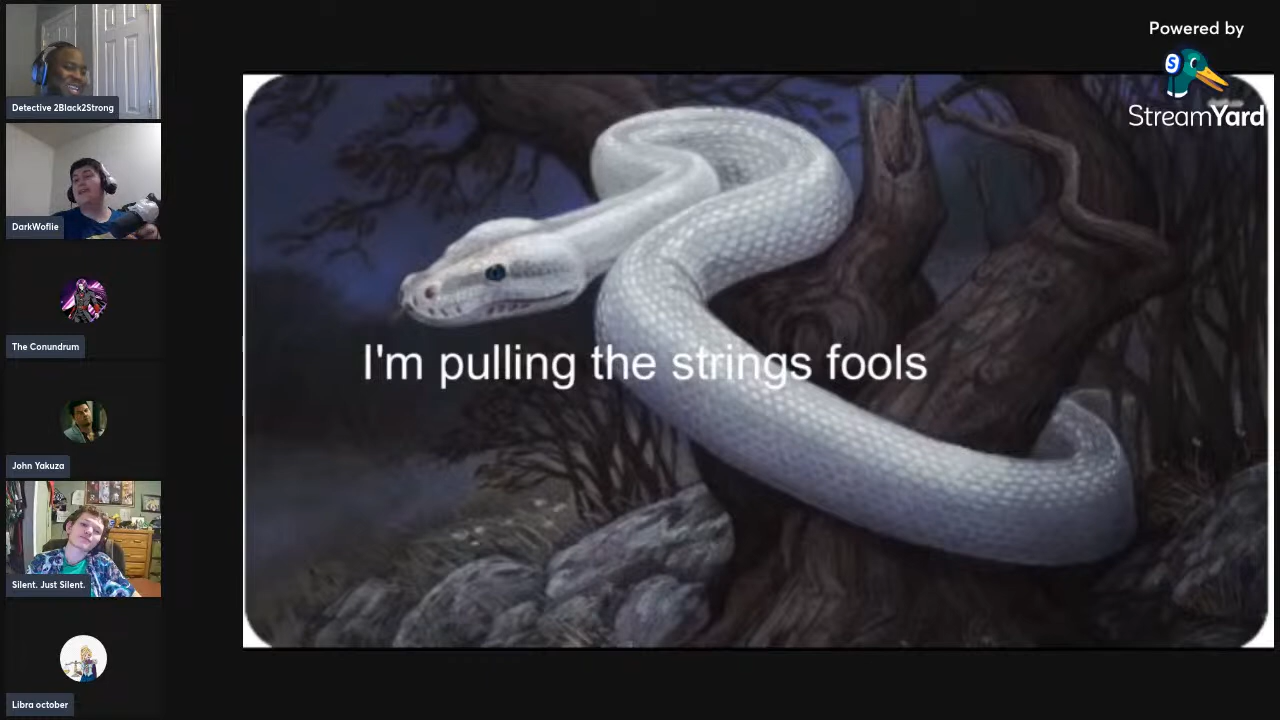 Detective 2Black2Strong
DarkWoflie
The Conundrum
John Yakuza
Silent. Just Silent.
Libra october
I'm pulling the strings fools
Powered by
S
StreamYard